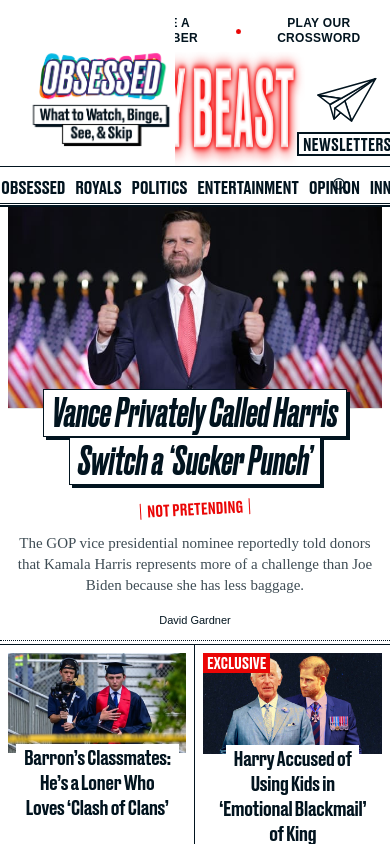 E A
BER
PLAY OUR
CROSSWORD
OBSESSED
What to Watch, Binge,
See, & Skip
Y BEAST
NEWSLETTERS
OBSESSED ROYALS POLITICS ENTERTAINMENT OPINION INN
Vance Privately Called Harris
Switch a ‘Sucker Punch’
NOT PRETENDING
The GOP vice presidential nominee reportedly told donors
that Kamala Harris represents more of a challenge than Joe
Biden because she has less baggage.
David Gardner
Barron’s Classmates:
He’s a Loner Who
Loves ‘Clash of Clans’
EXCLUSIVE
Harry Accused of
Using Kids in
‘Emotional Blackmail’
of King